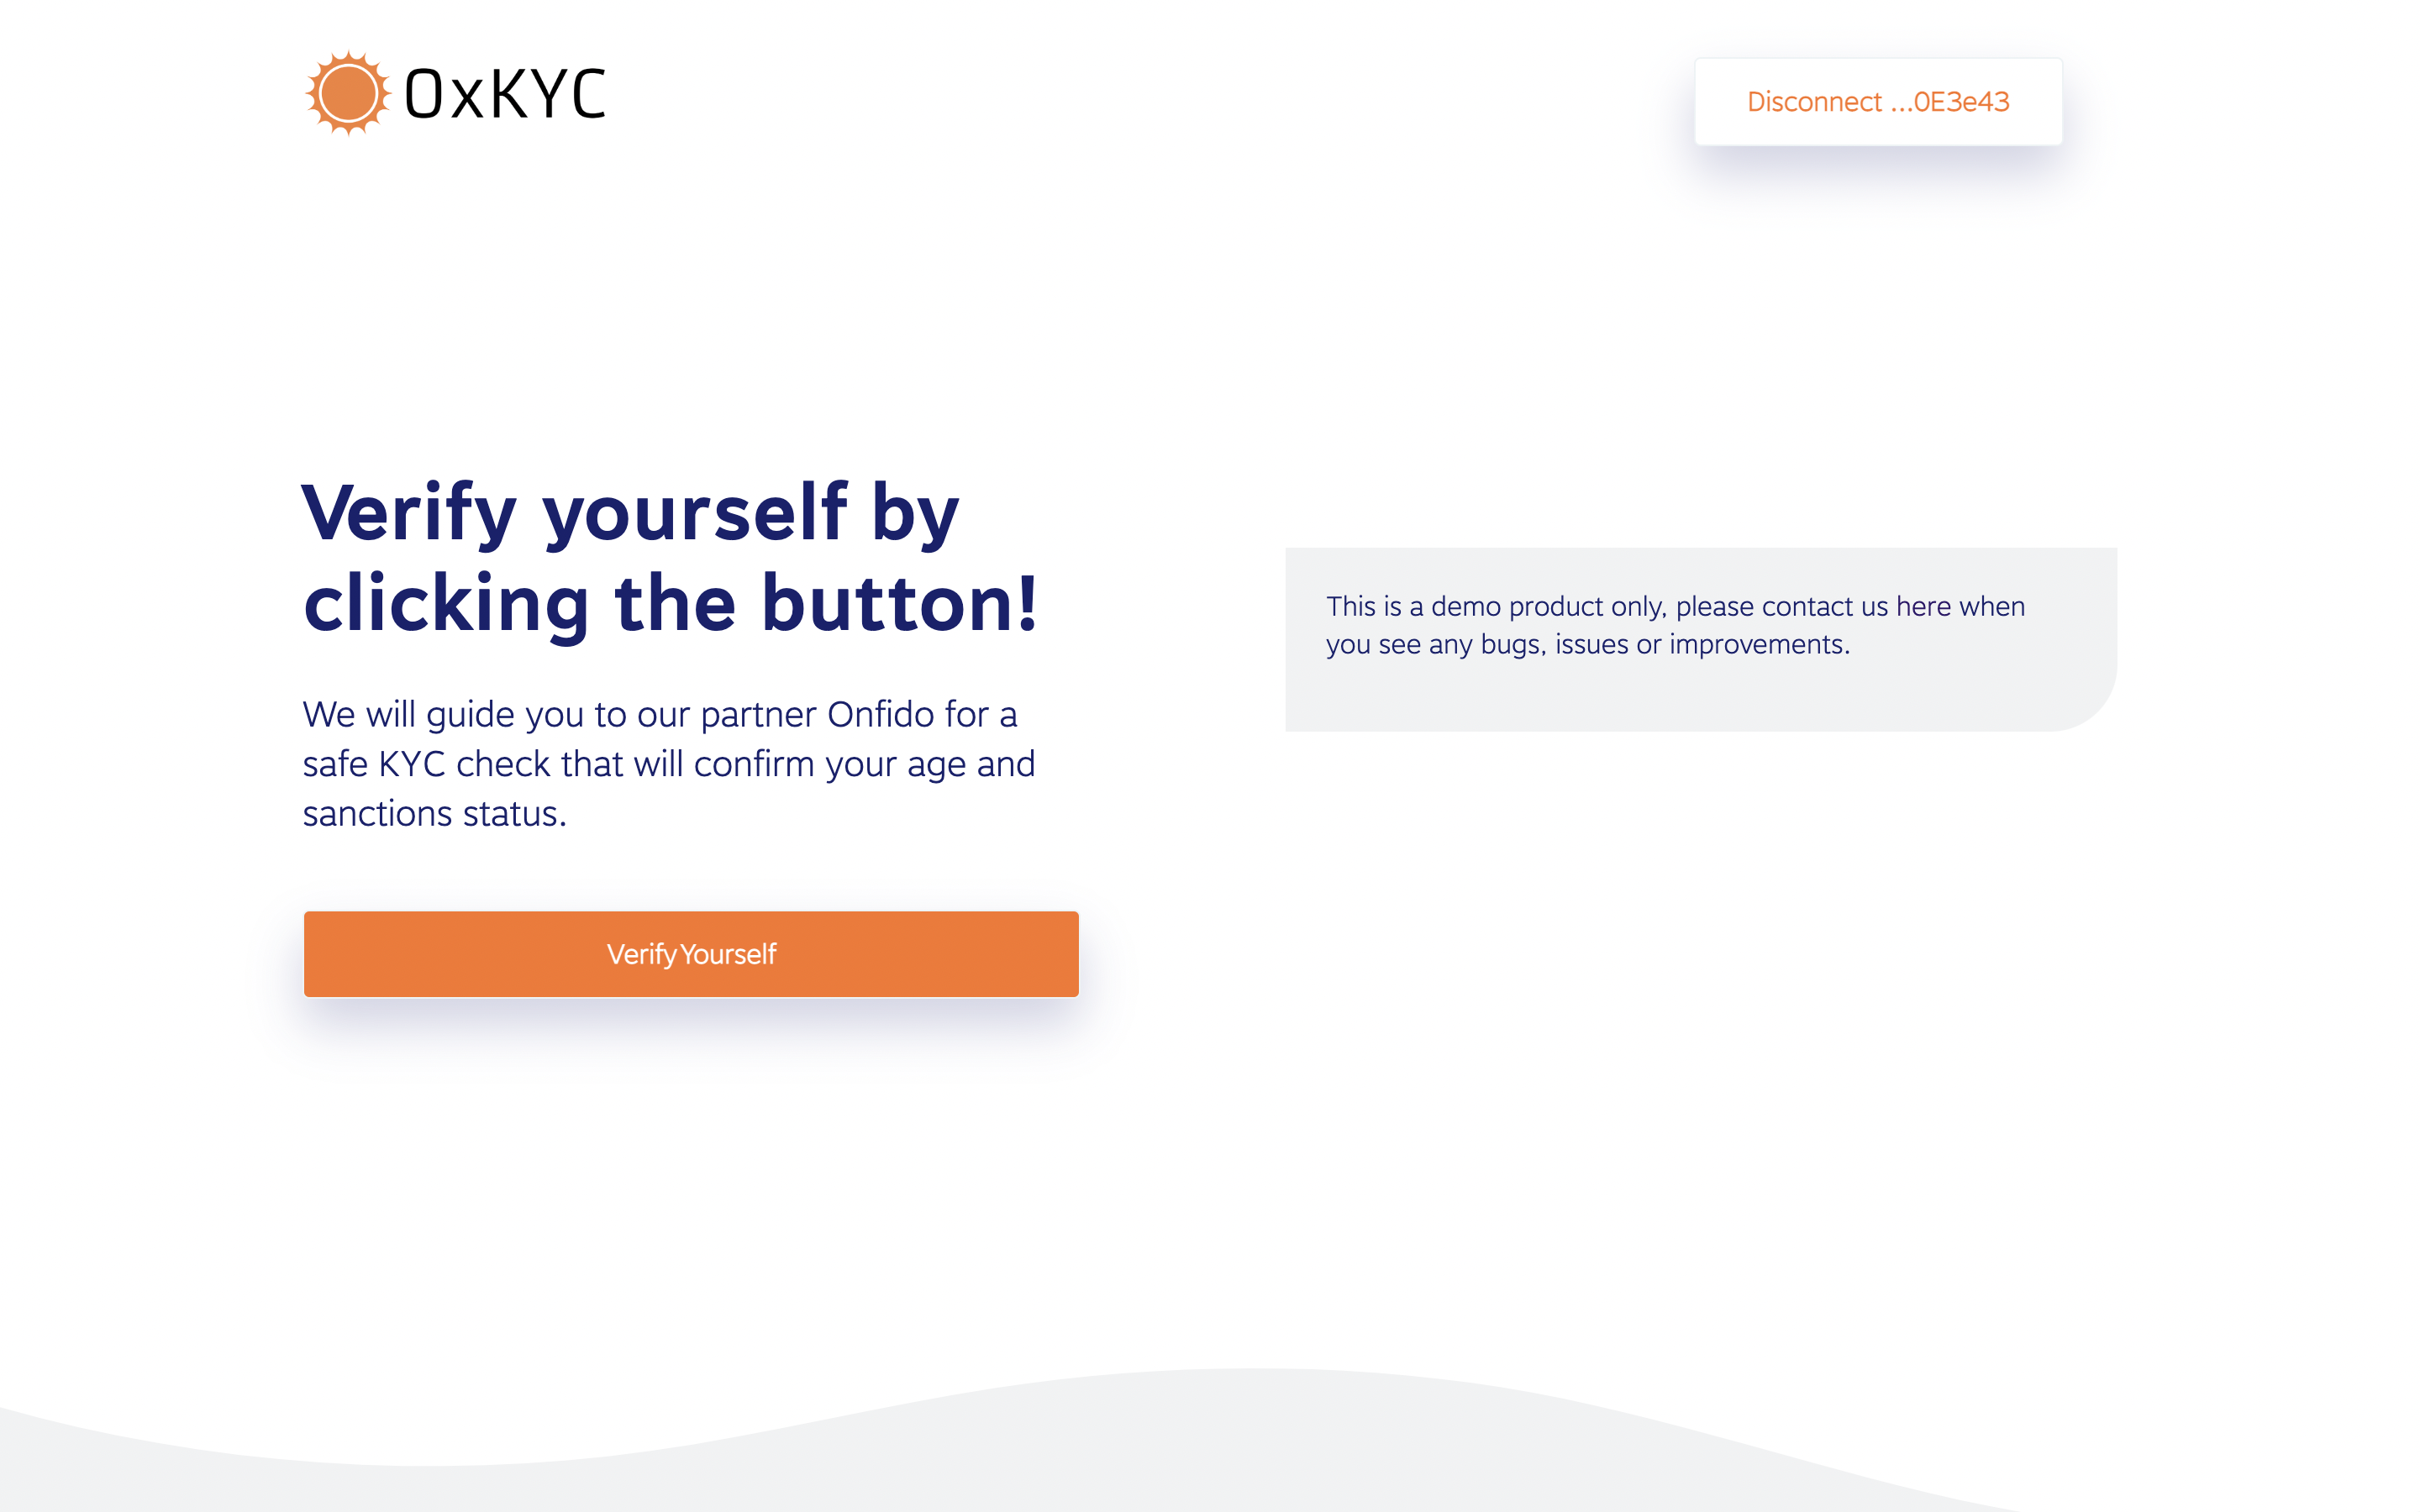 OxKYC
Disconnect ...0E3e43
Verify yourself by
clicking the button!
We will guide you to our partner Onfido for a
safe KYC check that will confirm your age and
sanctions status.
Verify Yourself
This is a demo product only, please contact us here when
you see any bugs, issues or improvements.